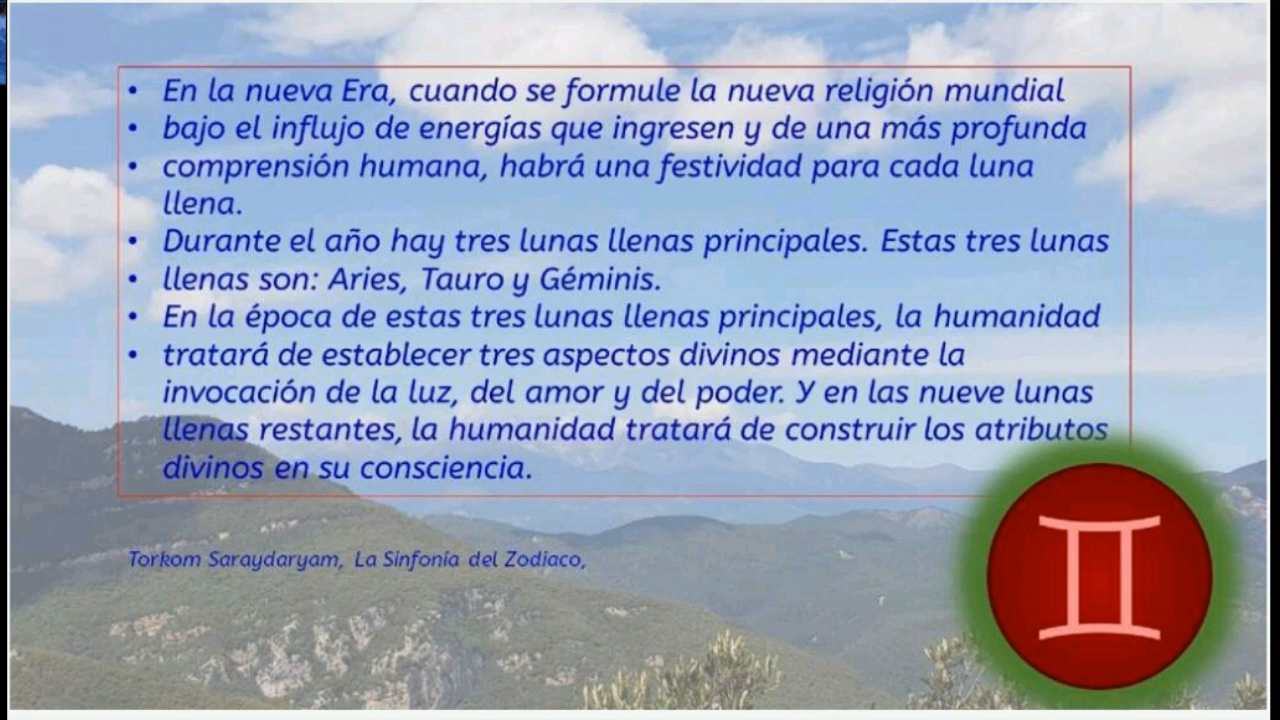 • En la nueva Era, cuando se formule la nueva religión mundial
• bajo el influjo de energías que ingresen y de una más profunda
• comprensión humana, habrá una festividad para cada luna
llena.
• Durante el año hay tres lunas llenas principales. Estas tres lunas
• llenas son: Aries, Tauro y Géminis.
• En la época de estas tres lunas llenas principales, la humanidad
• tratará de establecer tres aspectos divinos mediante la
invocación de la luz, del amor y del poder. Y en las nueve lunas
llenas restantes, la humanidad tratará de construir los atributos
divinos en su consciencia.
Torkom Saraydaryam, La Sinfonía del Zodíaco,